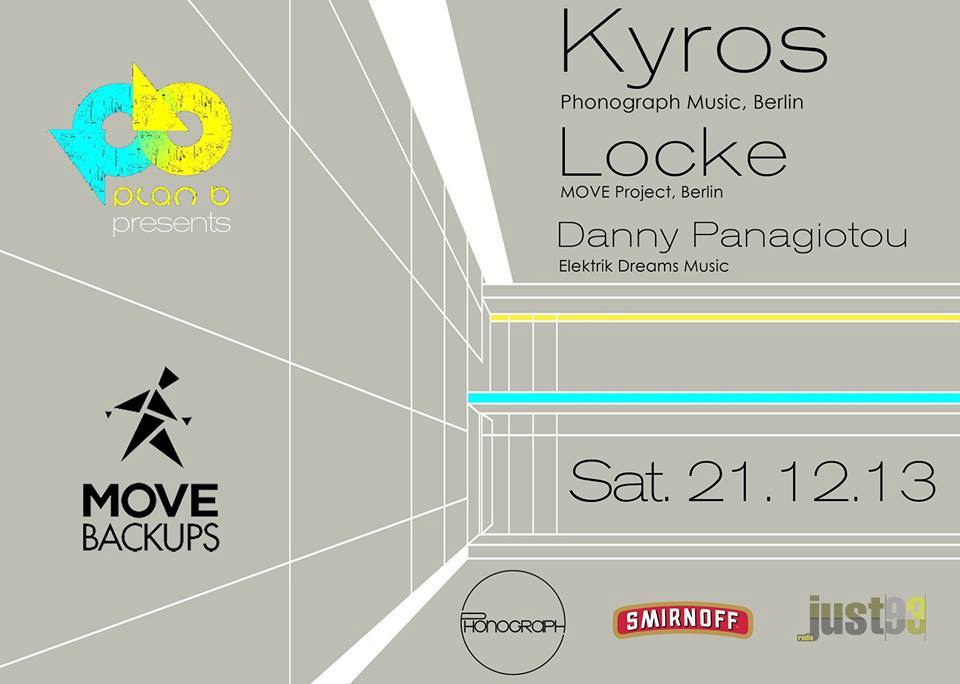 plan b
presents
MOVE
BACKUPS
Kyros
Phonograph Music, Berlin
Locke
MOVE Project, Berlin
Danny Panagiotou
Elektrik Dreams Music
Sat. 21.12.13
PHONOGRAPH
SMIRNOFF
radio just93